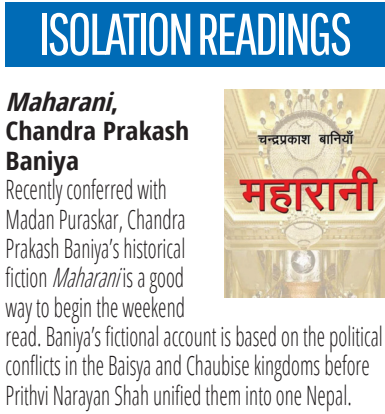 ISOLATION READINGS
Maharani,
Chandra Prakash
Baniya
चन्द्रप्रकाश बानियाँ
महारानी
Recently conferred with
Madan Puraskar, Chandra
Prakash Baniya's historical
fiction Maharani is a good
way to begin the weekend
read. Baniya's fictional account is based on the political
conflicts in the Baisya and Chaubise kingdoms before
Prithvi Narayan Shah unified them into one Nepal.